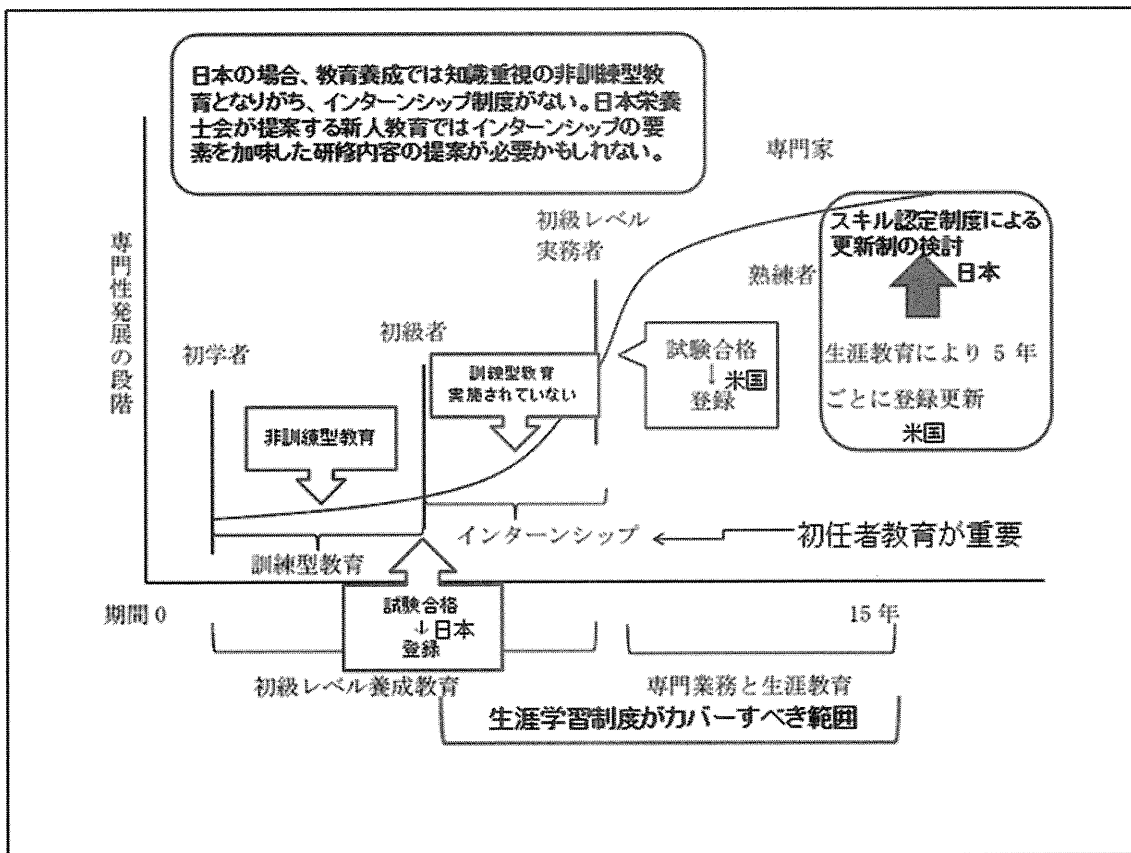 日本の場合、教育養成では知識重視の非訓練型教
育となりがち、インターンシップ制度がない。日本栄養
士会が提案する新人教育ではインターンシップの要
素を加味した研修内容の提案が必要かもしれない。
専門家
初級レベル
実務者
スキル認定制度による
更新制の検討
日本
熟練者
専門性発展の段階
初級者
初学者
試験合格
↓ 米国
登録
生涯教育により 5 年
ごとに登録更新
米国
訓練型教育
実施されていない
非訓練型教育
インターンシップ
初任者教育が重要
訓練型教育
期間 0
試験合格
↓ 日本
登録
15 年
初級レベル養成教育
専門業務と生涯教育
生涯学習制度がカバーすべき範囲